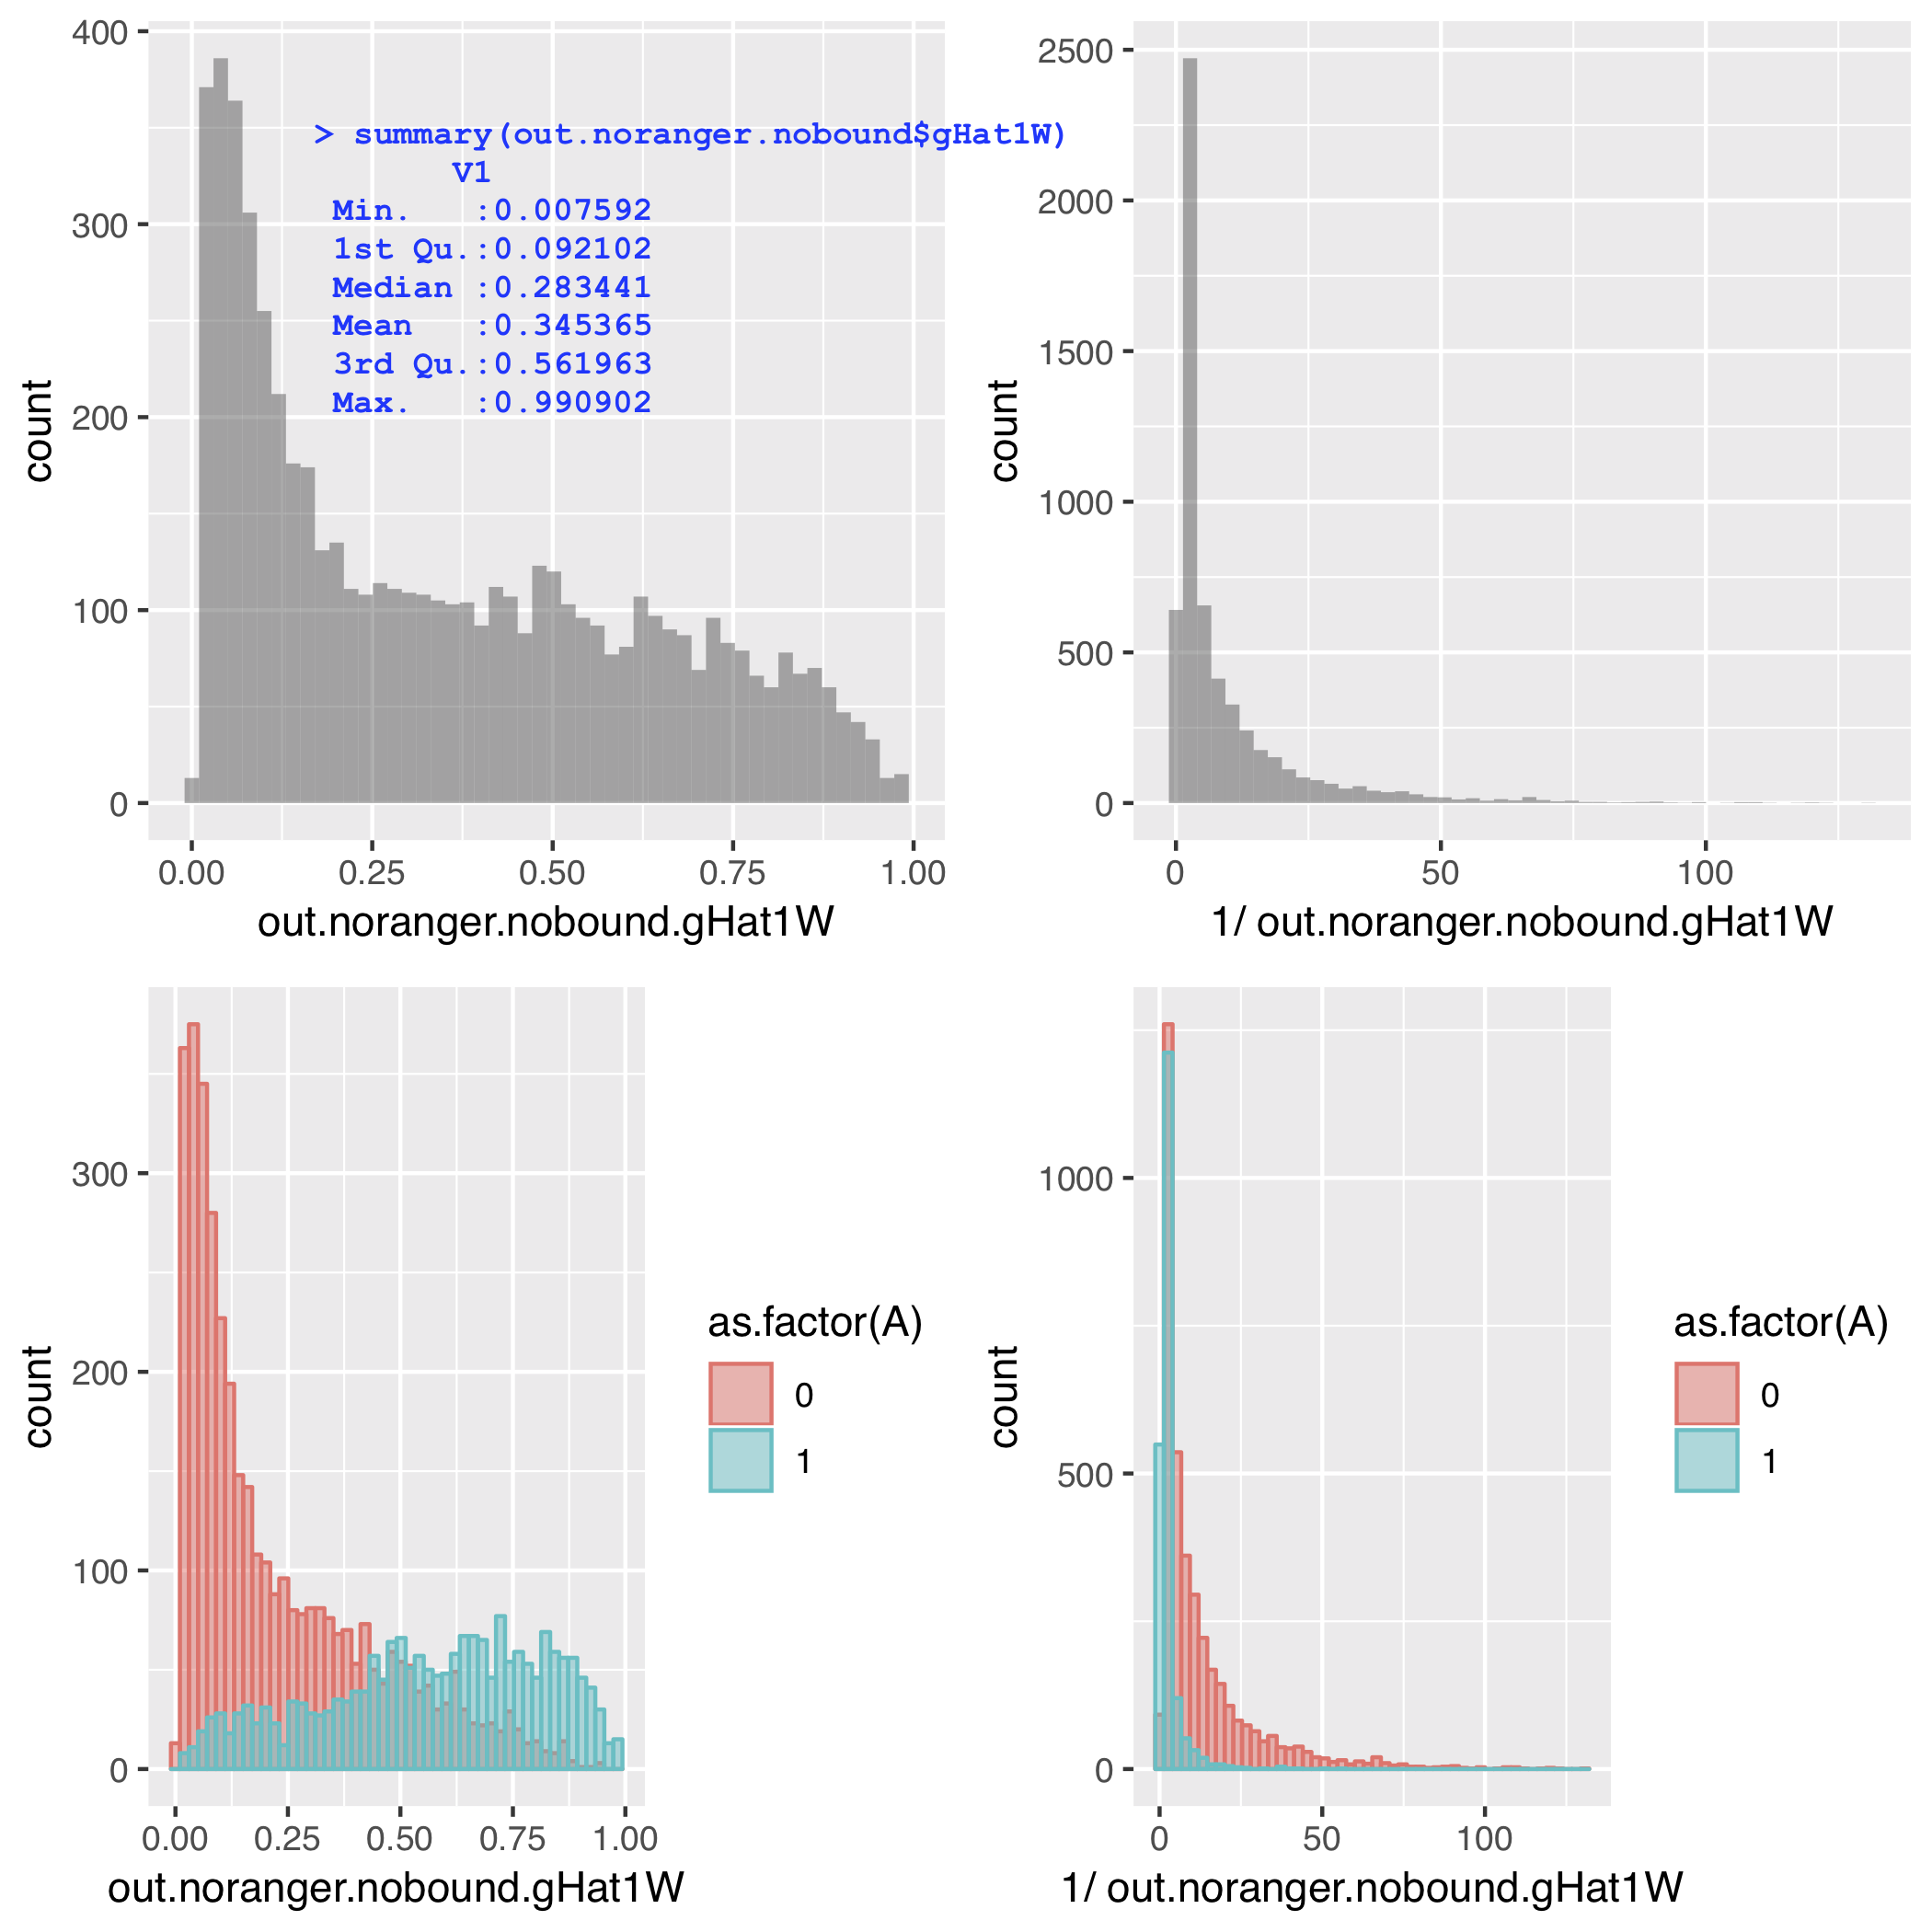 400
300
200
100
0
count
0.00 0.25 0.50 0.75 1.00
out.noranger.nobound.gHat1W
> summary(out.noranger.nobound$gHat1W)
V1
Min. :0.007592
1st Qu.:0.092102
Median :0.283441
Mean :0.345365
3rd Qu.:0.561963
Max. :0.990902
2500
2000
1500
1000
500
0
count
0 50 100
1/ out.noranger.nobound.gHat1W
300
200
100
0
count
0.00 0.25 0.50 0.75 1.00
out.noranger.nobound.gHat1W
as.factor(A)
0
1
1000
500
0
count
0 50 100
1/ out.noranger.nobound.gHat1W
as.factor(A)
0
1